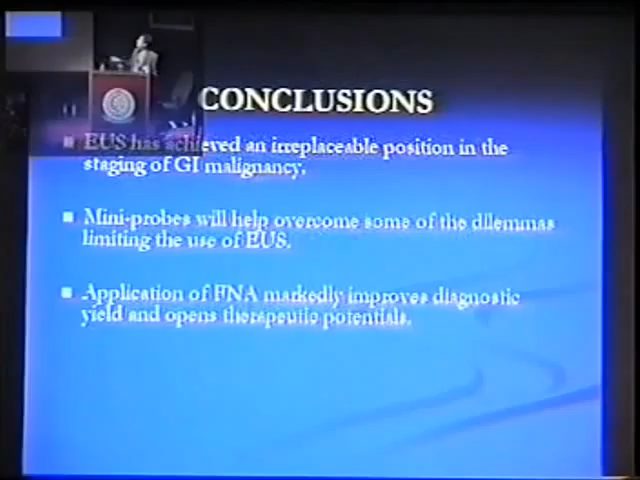 CONCLUSIONS
EUS has achieved an irreplaceable position in the
staging of GI malignancy.
Mini-probes will help overcome some of the dilemmas
limiting the use of EUS.
Application of FNA markedly improves diagnostic
yield and opens therapeutic potentials.